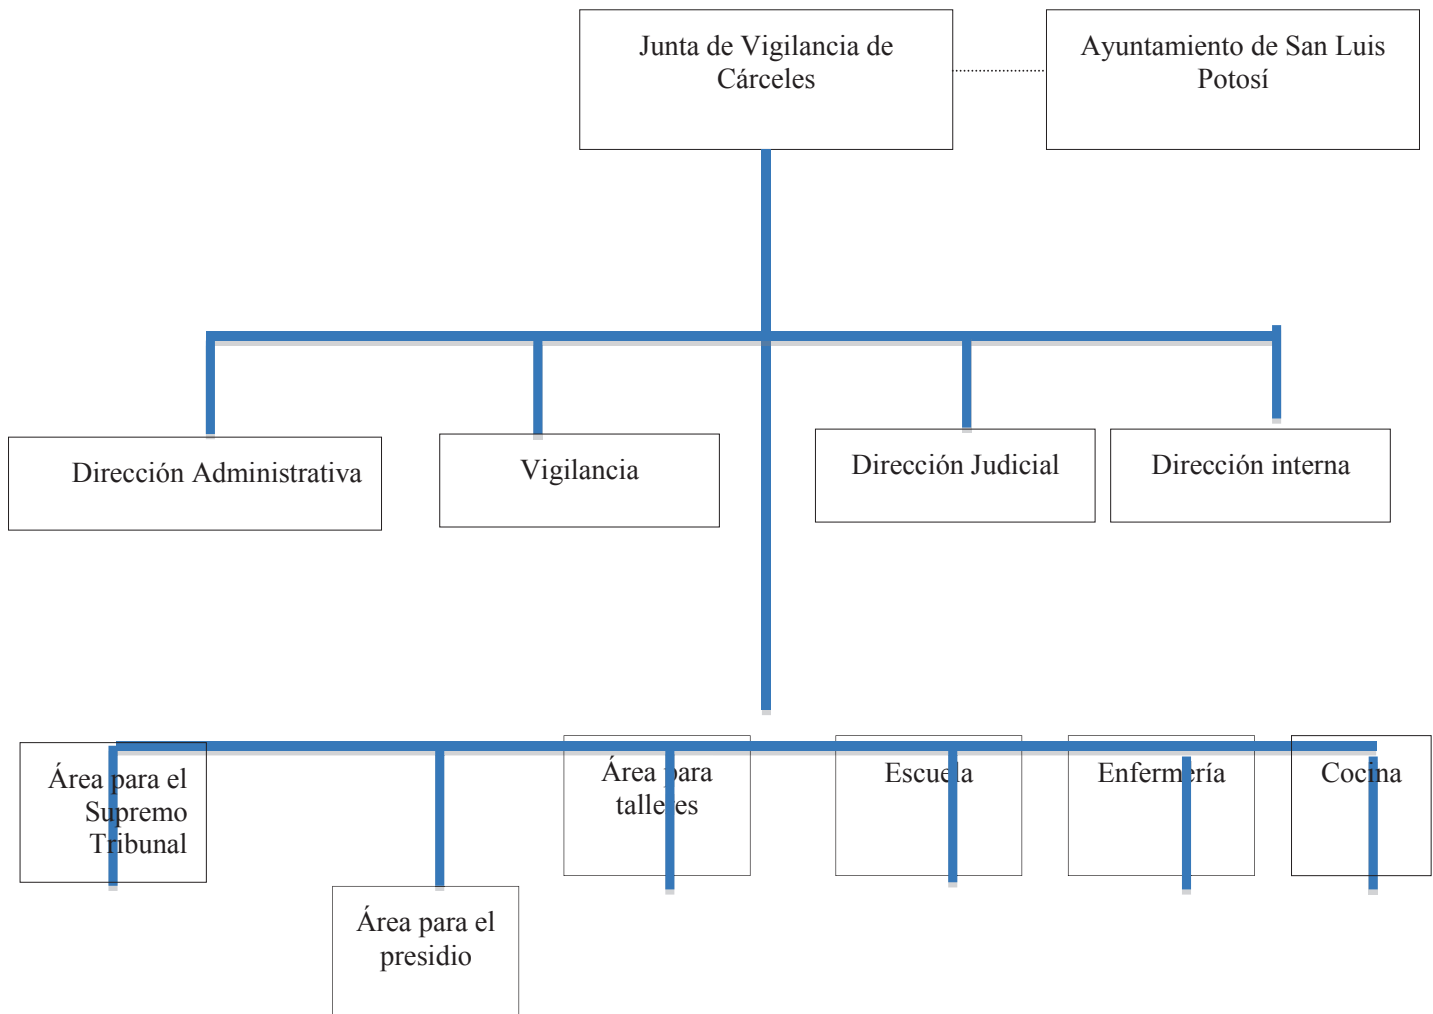 Junta de Vigilancia de
Cárceles
Ayuntamiento de San Luis
Potosí
Dirección Administrativa
Vigilancia
Dirección Judicial
Dirección interna
Área para el
Supremo
Tribunal
Área para el
presidio
Área para
talleres
Escuela
Enfermería
Cocina